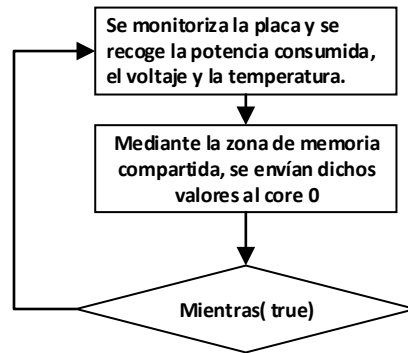 Se monitoriza la placa y se
recoge la potencia consumida,
el voltaje y la temperatura.
Mediante la zona de memoria
compartida, se envían dichos
valores al core 0
Mientras( true)